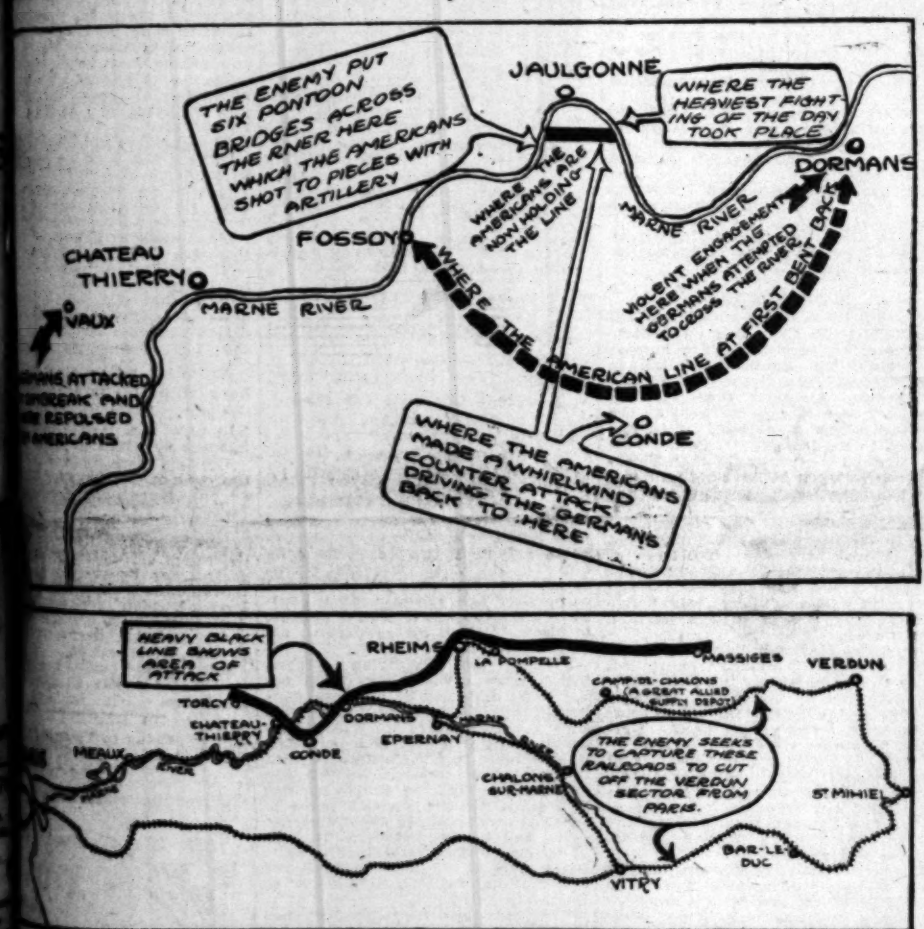 THE ENEMY PUT
SIX PONTOON
BRIDGES ACROSS
THE RIVER HERE
WHICH THE AMERICANS
SHOT TO PIECES WITH
ARTILLERY
JAULGONNE
WHERE THE
HEAVIEST FIGHT-
ING OF THE DAY
TOOK PLACE
DORMANS
WHERE THE
AMERICANS ARE
NOW HOLDING
THE LINE
MARNE RIVER
VIOLENT ENGAGEMENT
HERE WHEN THE
GERMANS ATTEMPTED
TO CROSS THE RIVER
FOSSOY
CHATEAU
THIERRY
MARNE RIVER
VAUX
ATTACKED
AND
REPULSED
WHERE THE AMERICAN LINE AT FIRST BENT BACK
CONDE
WHERE THE AMERICANS
MADE A WHIRLWIND
COUNTER ATTACK
DRIVING THE GERMANS
BACK TO HERE
HEAVY BLACK
LINE SHOWS
AREA OF
ATTACK
RHEIMS
LA POMPELLE
MASSIGES
VERDUN
CAMP-DE-CHALONS
(A GREAT ALLIED
SUPPLY DEPOT)
TORCY
CHATEAU-
THIERRY
DORMANS
CONDE
EPERNAY
MARNE
RIVER
MEAUX
MARNE
RIVER
CHALONS-
SUR-MARNE
THE ENEMY SEEKS
TO CAPTURE THESE
RAILROADS TO CUT
OFF THE VERDUN
SECTOR FROM
PARIS.
ST MIHIEL
BAR-LE-
DUC
VITRY